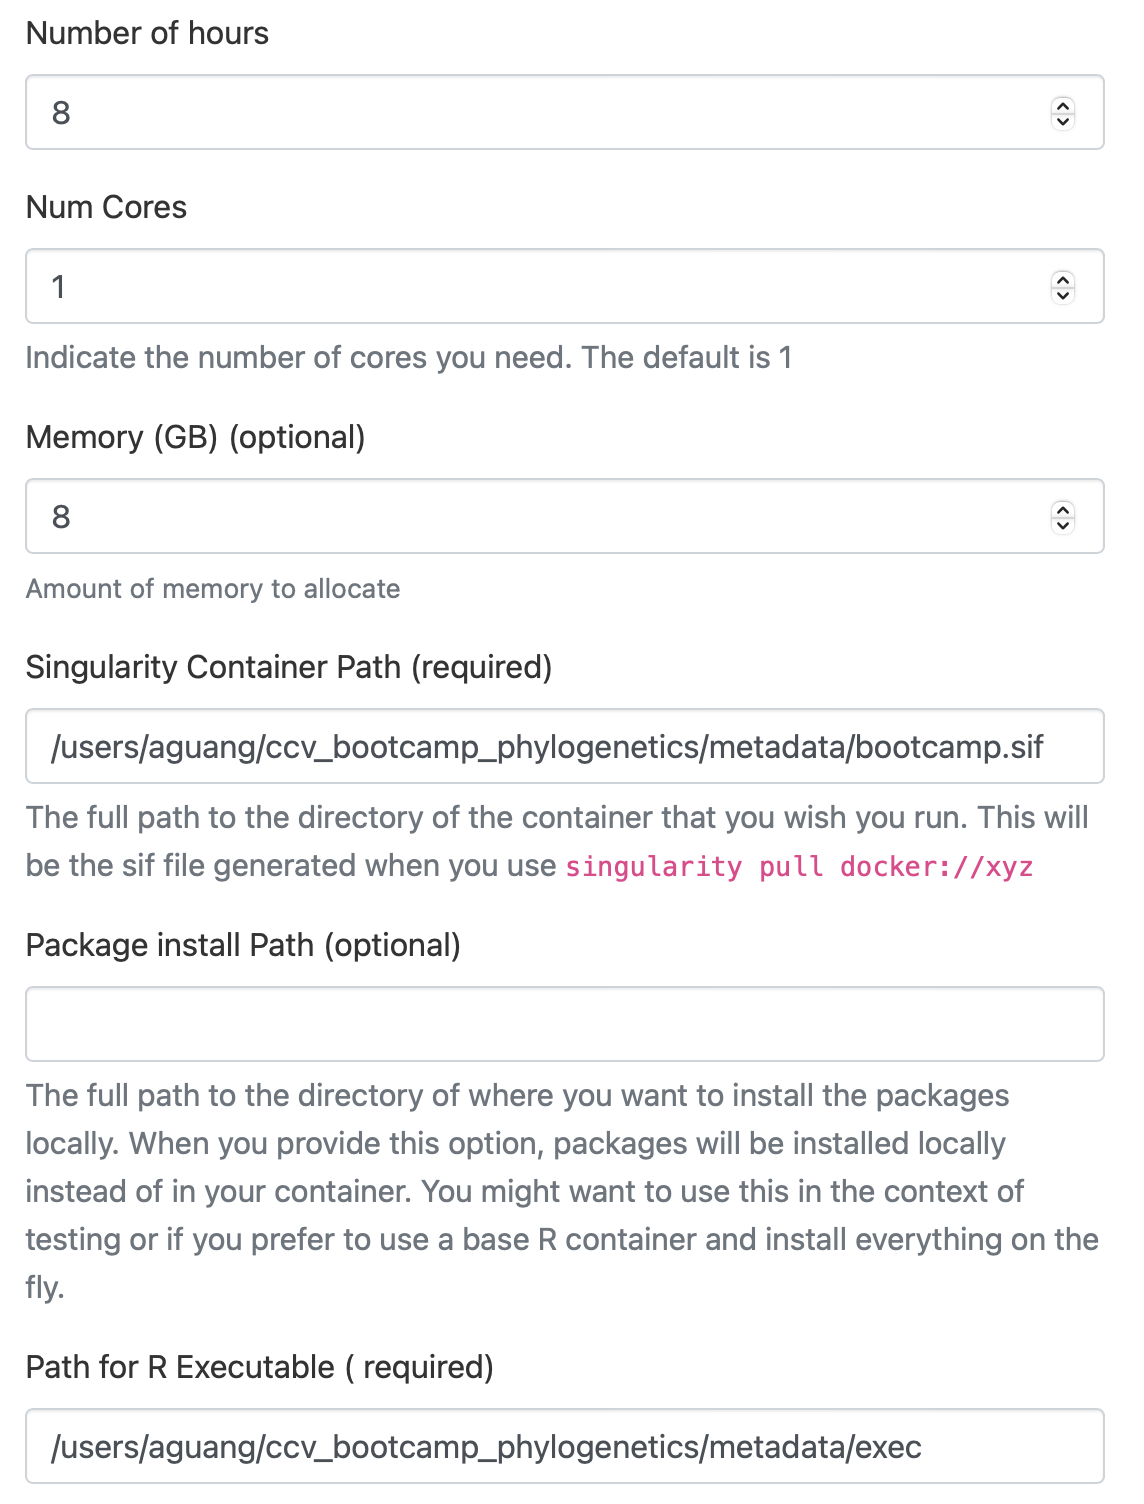 Number of hours
8
Num Cores
1
Indicate the number of cores you need. The default is 1
Memory (GB) (optional)
8
Amount of memory to allocate
Singularity Container Path (required)
/users/aguang/ccv_bootcamp_phylogenetics/metadata/bootcamp.sif
The full path to the directory of the container that you wish you run. This will
be the sif file generated when you use singularity pull docker://xyz
Package install Path (optional)
The full path to the directory of where you want to install the packages
locally. When you provide this option, packages will be installed locally
instead of in your container. You might want to use this in the context of
testing or if you prefer to use a base R container and install everything on the
fly.
Path for R Executable ( required)
/users/aguang/ccv_bootcamp_phylogenetics/metadata/exec